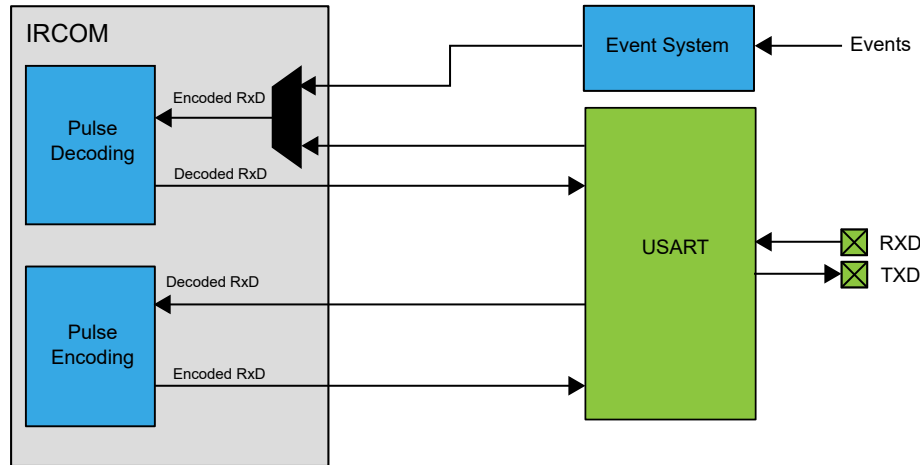 IRCOM
Event System
Events
Encoded RxD
Pulse
Decoding
Decoded RxD
USART
RXD
TXD
Decoded RxD
Pulse
Encoding
Encoded RxD